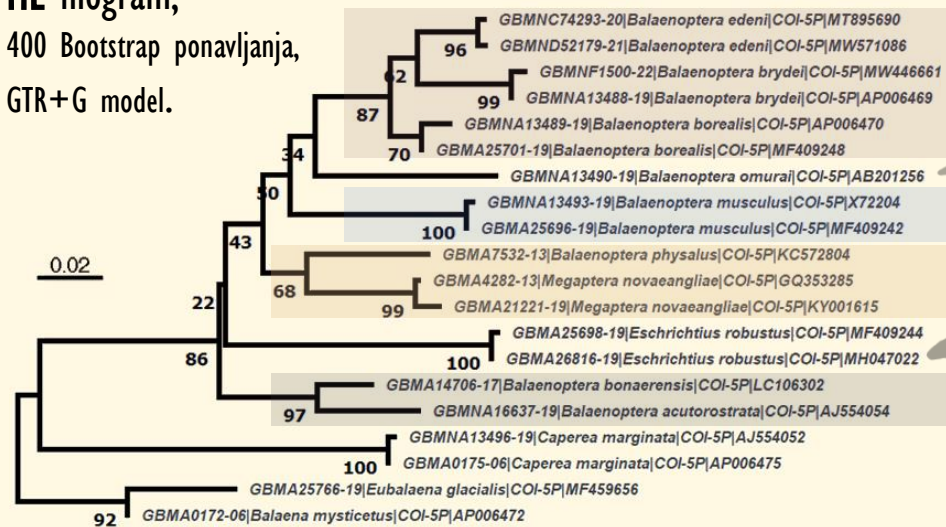 ML filogram,
400 Bootstrap ponavljanja,
GTR+G model.
GBMNC74293-20|Balaenoptera edeni|COI-5P|MT895690
96
GBMND52179-21|Balaenoptera edeni|COI-5P|MW571086
62
GBMNF1500-22|Balaenoptera brydei|COI-5P|MW446661
99
GBMNA13488-19|Balaenoptera brydei|COI-5P|AP006469
87
GBMNA13489-19|Balaenoptera borealis|COI-5P|AP006470
70
GBMA25701-19|Balaenoptera borealis|COI-5P|MF409248
34
GBMNA13490-19|Balaenoptera omurai|COI-5P|AB201256
50
GBMNA13493-19|Balaenoptera musculus|COI-5P|X72204
100
GBMA25696-19|Balaenoptera musculus|COI-5P|MF409242
43
GBMA7532-13|Balaenoptera physalus|COI-5P|KC572804
0.02
68
GBMA4282-13|Megaptera novaeangliae|COI-5P|GQ353285
99
GBMA21221-19|Megaptera novaeangliae|COI-5P|KY001615
22
GBMA25698-19|Eschrichtius robustus|COI-5P|MF409244
86
100
GBMA26816-19|Eschrichtius robustus|COI-5P|MH047022
GBMA14706-17|Balaenoptera bonaerensis|COI-5P|LC106302
97
GBMNA16637-19|Balaenoptera acutorostrata|COI-5P|AJ554054
GBMNA13496-19|Caperea marginata|COI-5P|AJ554052
100
GBMA0175-06|Caperea marginata|COI-5P|AP006475
GBMA25766-19|Eubalaena glacialis|COI-5P|MF459656
92
GBMA0172-06|Balaena mysticetus|COI-5P|AP006472